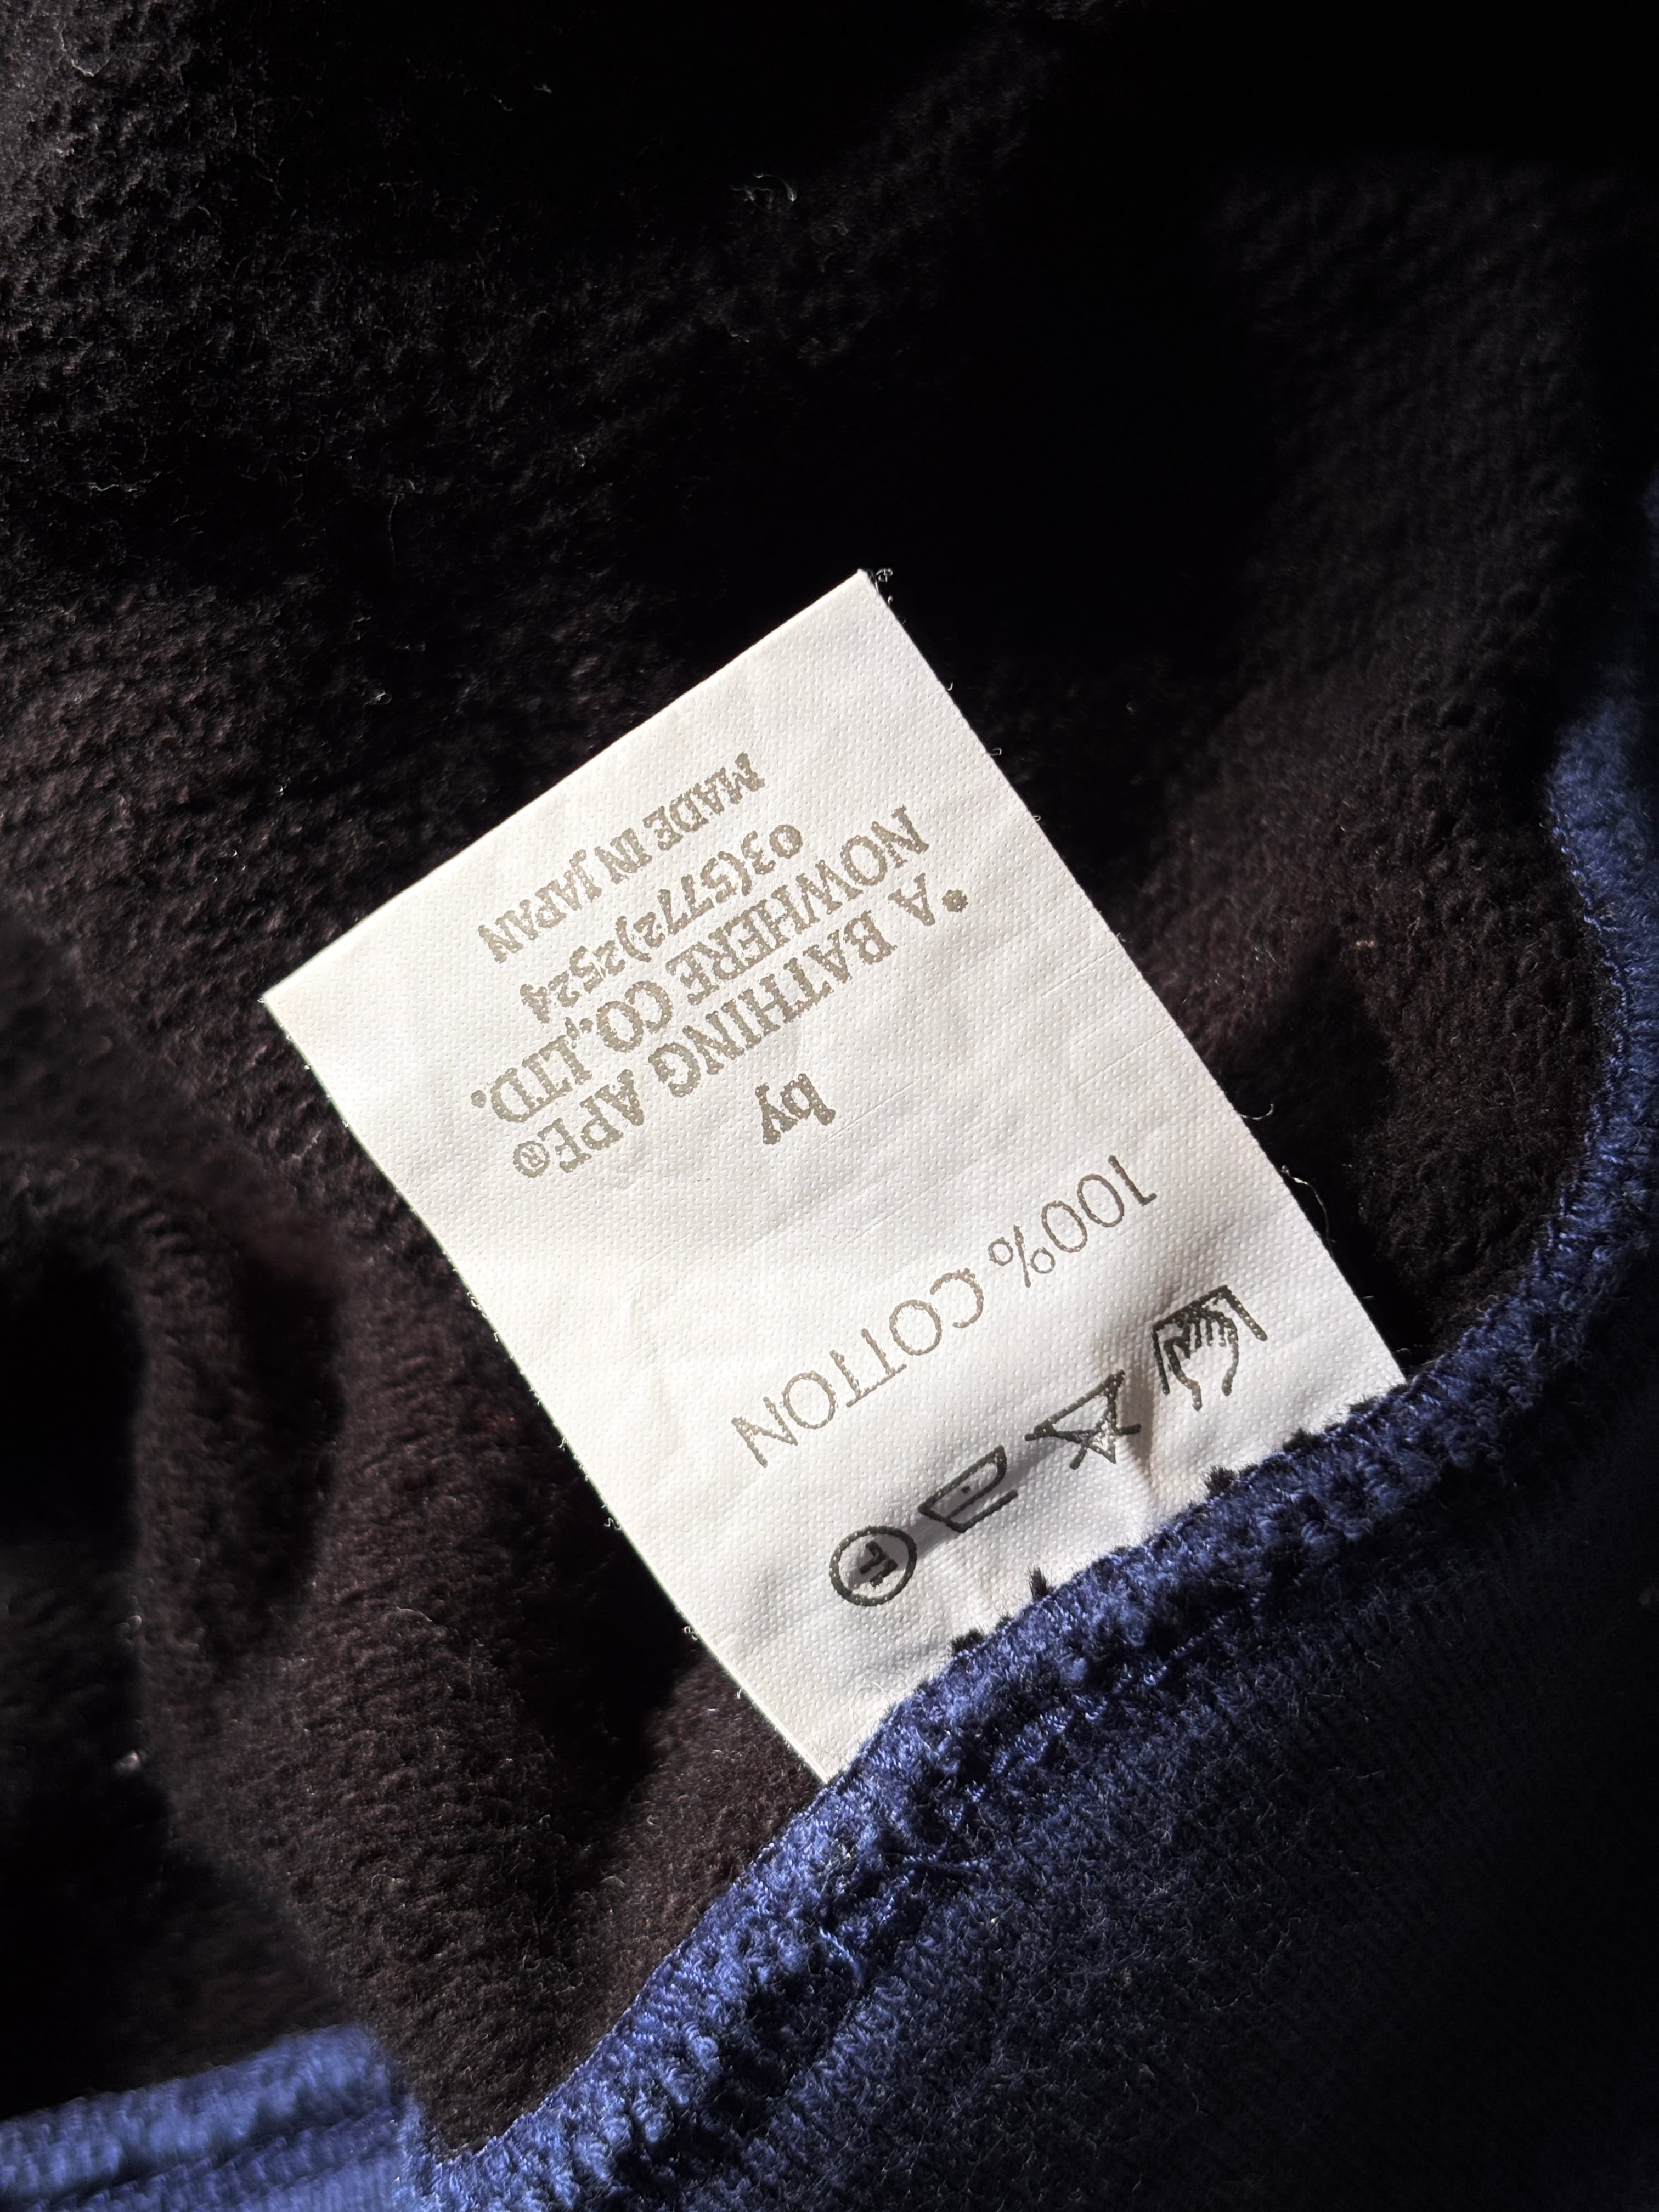 F
100% COTTON
by
*A BATHING APE®
NOWHERE CO.,LTD.
03(5772)2524
MADE IN JAPAN